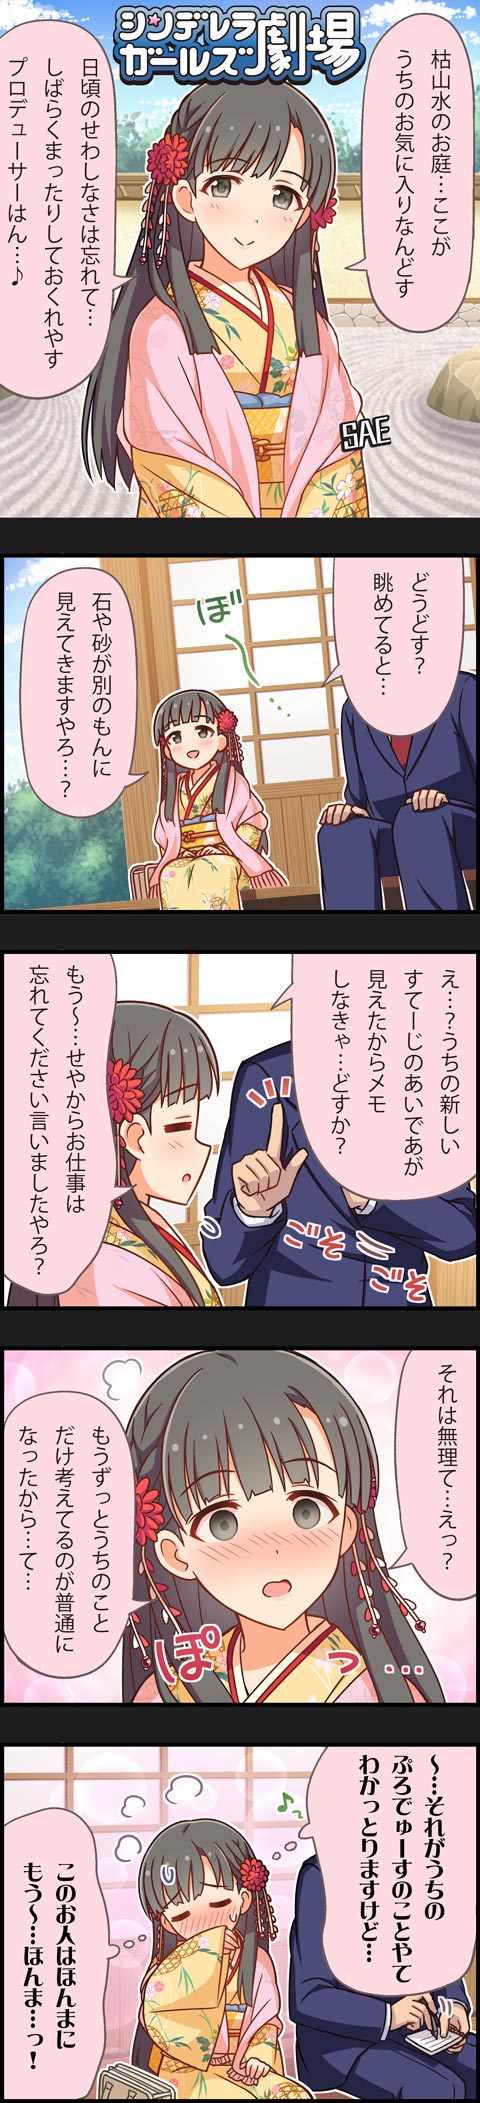 シンデレラ
ガールズ劇場
枯山水のお庭…ここが
うちのお気に入りなんどす
日頃のせわしなさは忘れて…
しばらくまったりしておくれやす
プロデューサーはん…♪
SAE
どうどす?
眺めてると…
ぼ〜…
石や砂が別のもんに
見えてきますやろ…?
え…?うちの新しい
すてーじのあいであが
見えたからメモ
しなきゃ…どすか?
もう〜…せやからお仕事は
忘れてください言いましたやろ?
ごそ
ごそ
それは無理て…えっ?
もうずっとうちのこと
だけ考えてるのが普通に
なったから…て…
ぽっ…
〜…それがうちの
ぷろでゅーすのことやて
わかっとりますけど…
このお人はほんまに
もう〜…ほんま…っ!